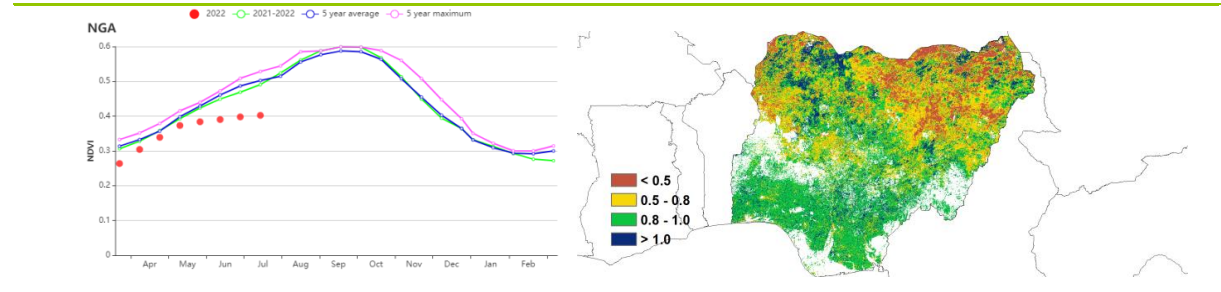 2022 2021-2022 5 year average 5 year maximum
NGA
0.6
0.5
0.4
0.3
0.2
0.1
0
NDVI
Apr May Jun Jul Aug Sep Oct Nov Dec Jan Feb
< 0.5
0.5 - 0.8
0.8 - 1.0
> 1.0